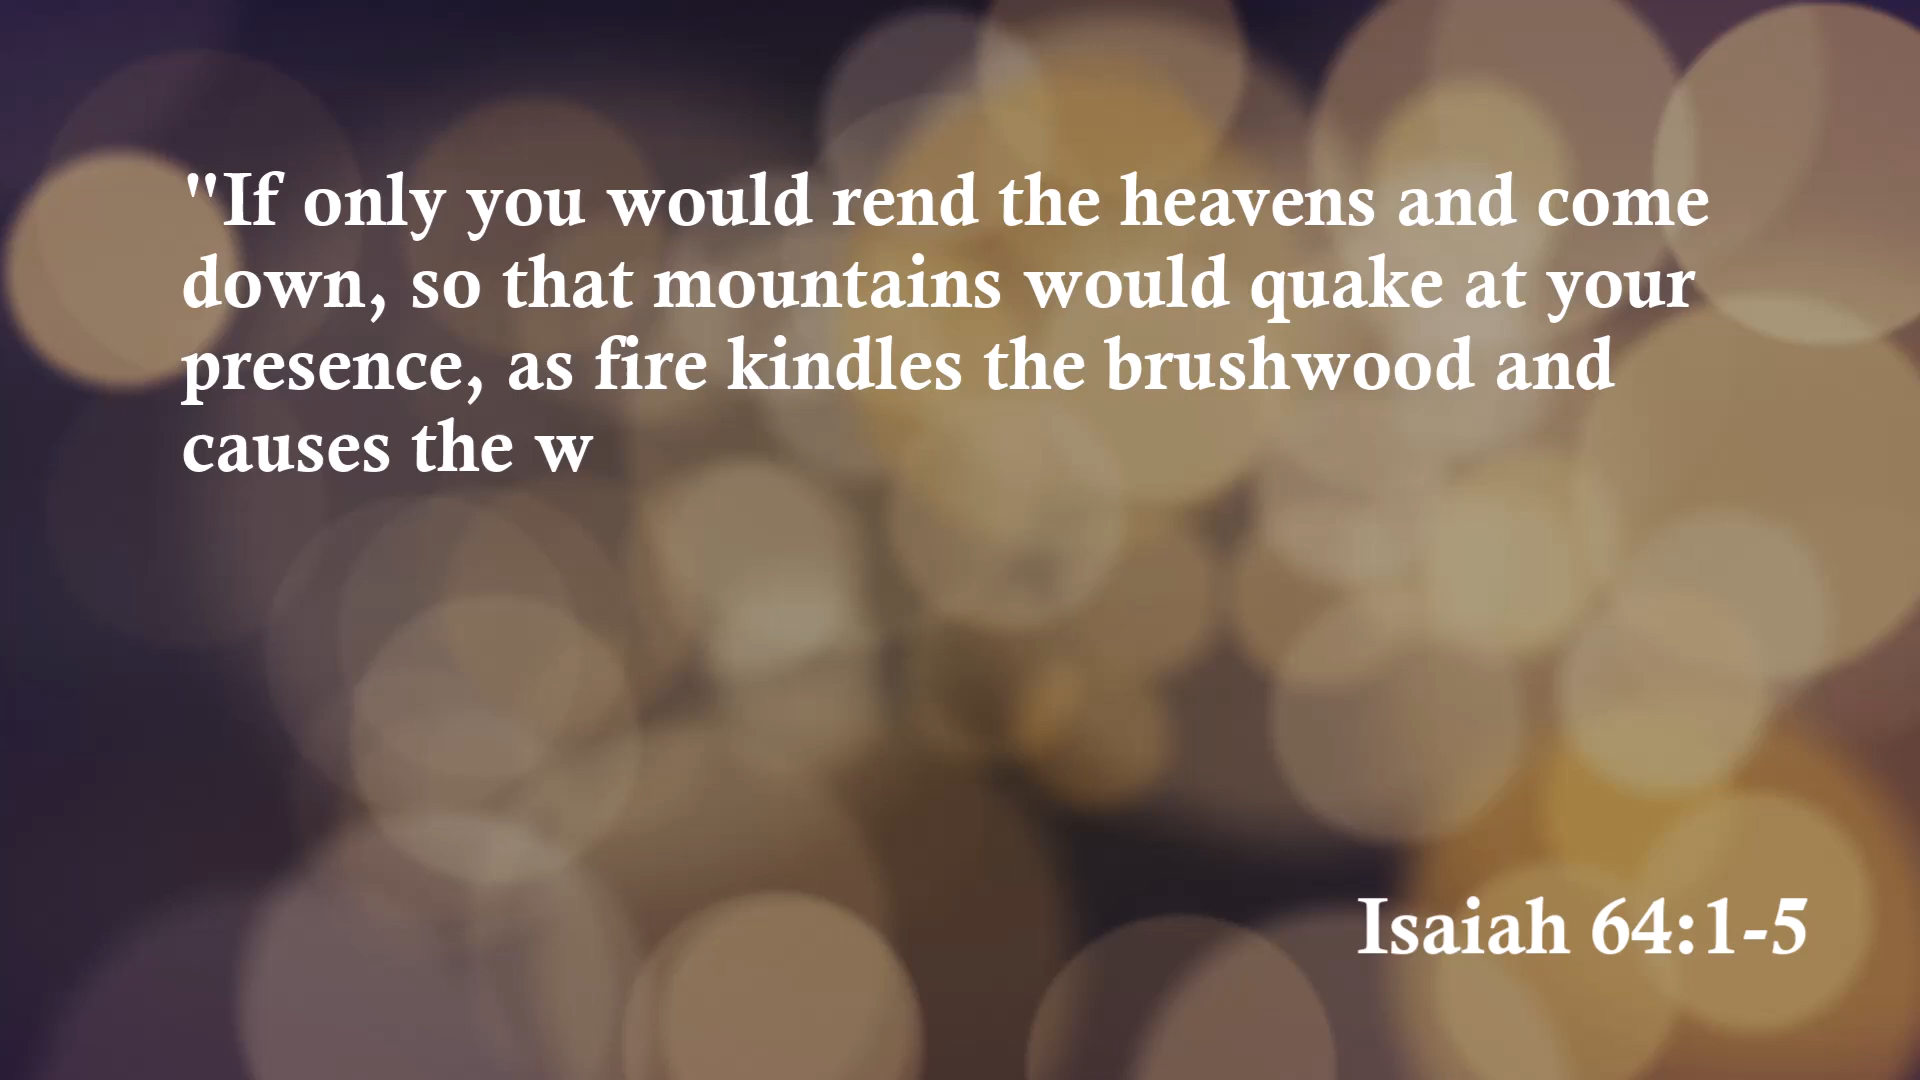 "If only you would rend the heavens and come
down, so that mountains would quake at your
presence, as fire kindles the brushwood and
causes the w
Isaiah 64:1-5